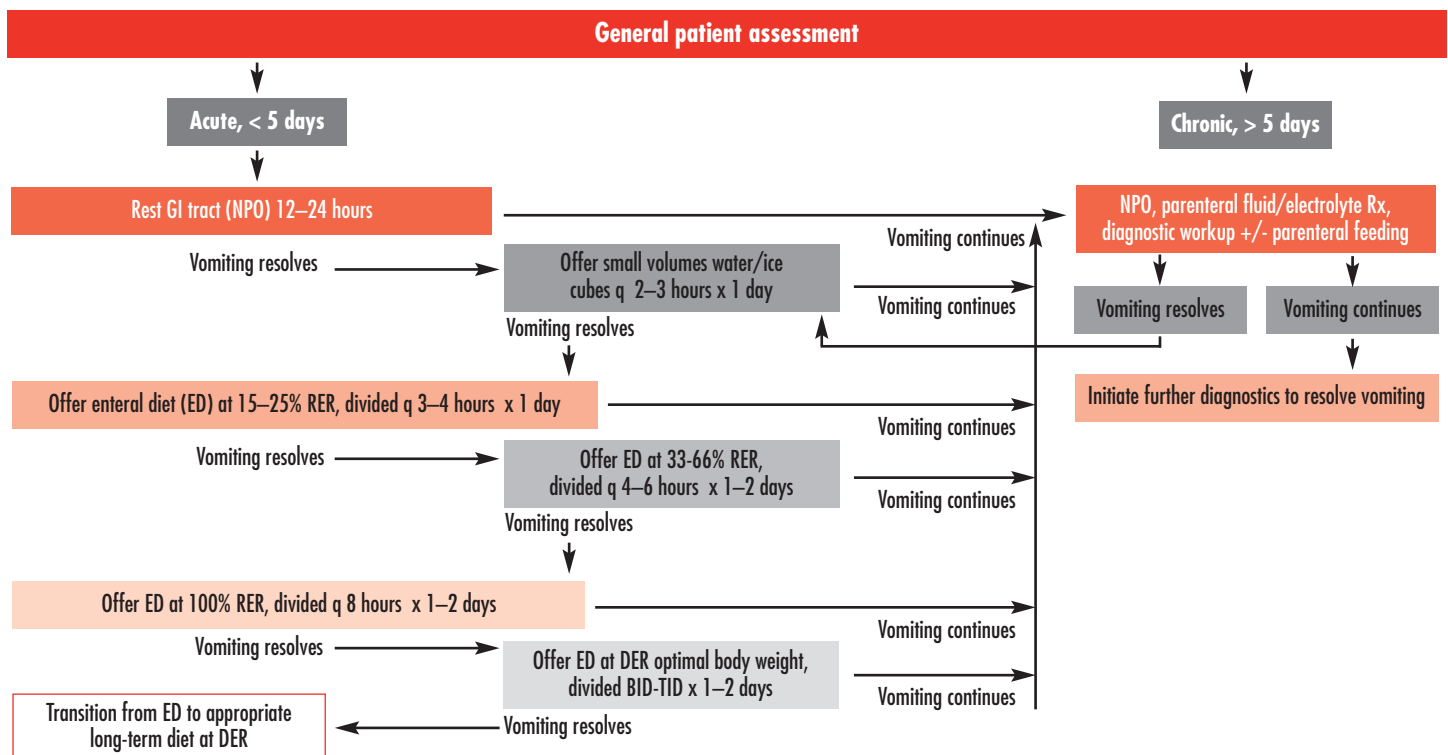 General patient assessment
Acute, < 5 days
Chronic, > 5 days
Rest GI tract (NPO) 12–24 hours
NPO, parenteral fluid/electrolyte Rx,
diagnostic workup +/- parenteral feeding
Vomiting continues
Vomiting resolves
Offer small volumes water/ice
cubes q 2–3 hours x 1 day
Vomiting continues
Vomiting resolves
Vomiting continues
Vomiting resolves
Offer enteral diet (ED) at 15–25% RER, divided q 3–4 hours x 1 day
Initiate further diagnostics to resolve vomiting
Vomiting continues
Vomiting resolves
Offer ED at 33-66% RER,
divided q 4–6 hours x 1–2 days
Vomiting continues
Vomiting resolves
Offer ED at 100% RER, divided q 8 hours x 1–2 days
Vomiting continues
Vomiting resolves
Offer ED at DER optimal body weight,
divided BID-TID x 1–2 days
Vomiting continues
Vomiting resolves
Transition from ED to appropriate
long-term diet at DER